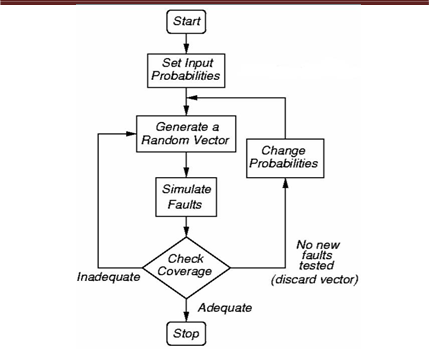 Start
Set Input
Probabilities
Generate a
Random Vector
Change
Probabilities
Simulate
Faults
Check
Coverage
Inadequate
No new
faults
tested
(discard vector)
Adequate
Stop